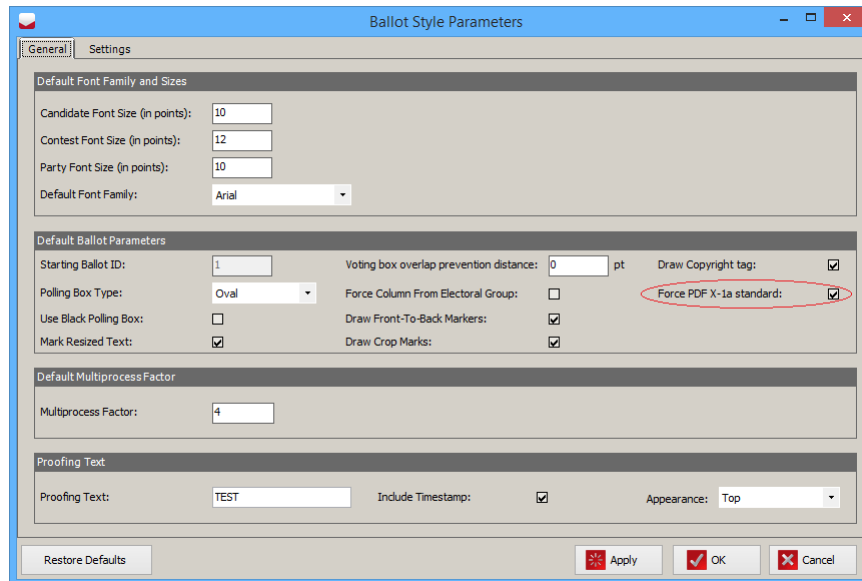 Ballot Style Parameters
General Settings
Default Font Family and Sizes
Candidate Font Size (in points): 10
Contest Font Size (in points): 12
Party Font Size (in points): 10
Default Font Family: Arial
Default Ballot Parameters
Starting Ballot ID: 1 Voting box overlap prevention distance: 0 pt Draw Copyright tag:
Polling Box Type: Oval Force Column From Electoral Group: Force PDF X-1a standard:
Use Black Polling Box: Draw Front-To-Back Markers:
Mark Resized Text: Draw Crop Marks:
Default Multiprocess Factor
Multiprocess Factor: 4
Proofing Text
Proofing Text: TEST Include Timestamp: Appearance: Top
Restore Defaults Apply OK Cancel